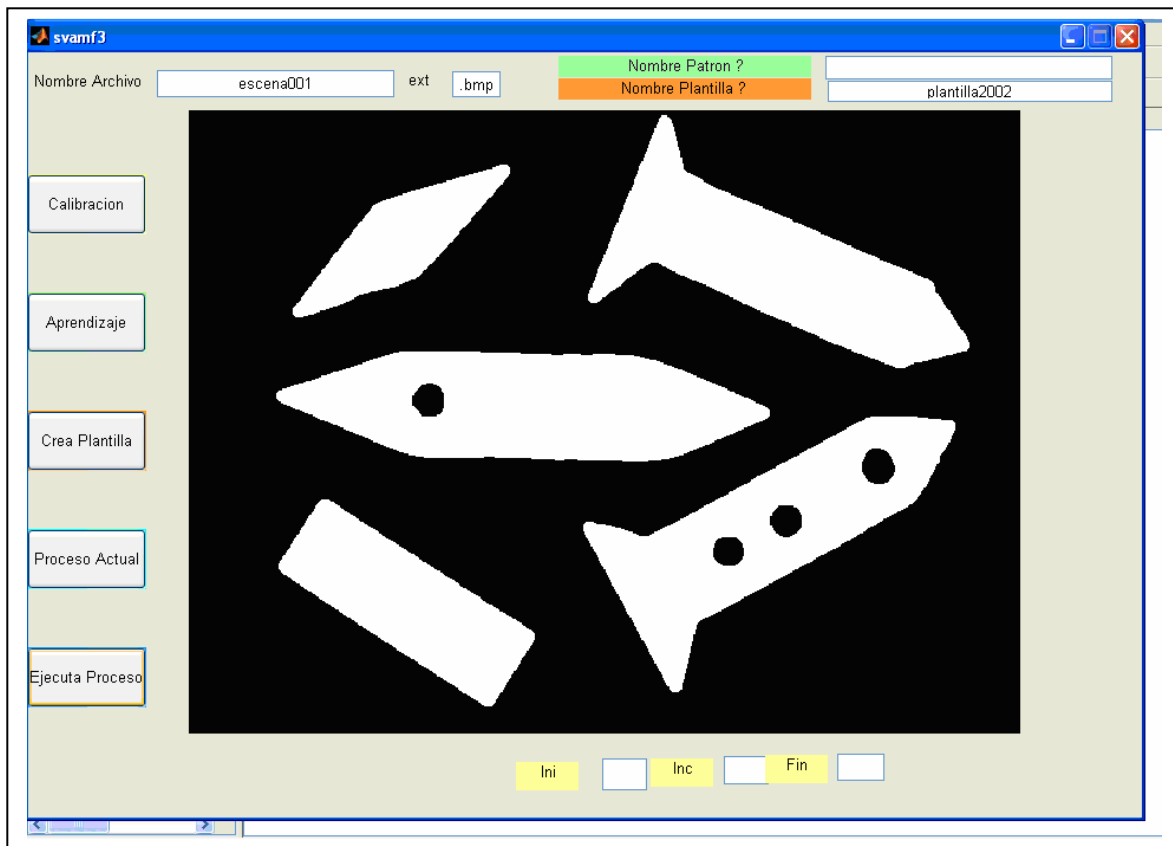 svamf3
Nombre Archivo escena001 ext .bmp
Nombre Patron ?
Nombre Plantilla ? plantilla2002
Calibracion
Aprendizaje
Crea Plantilla
Proceso Actual
Ejecuta Proceso
Ini Inc Fin